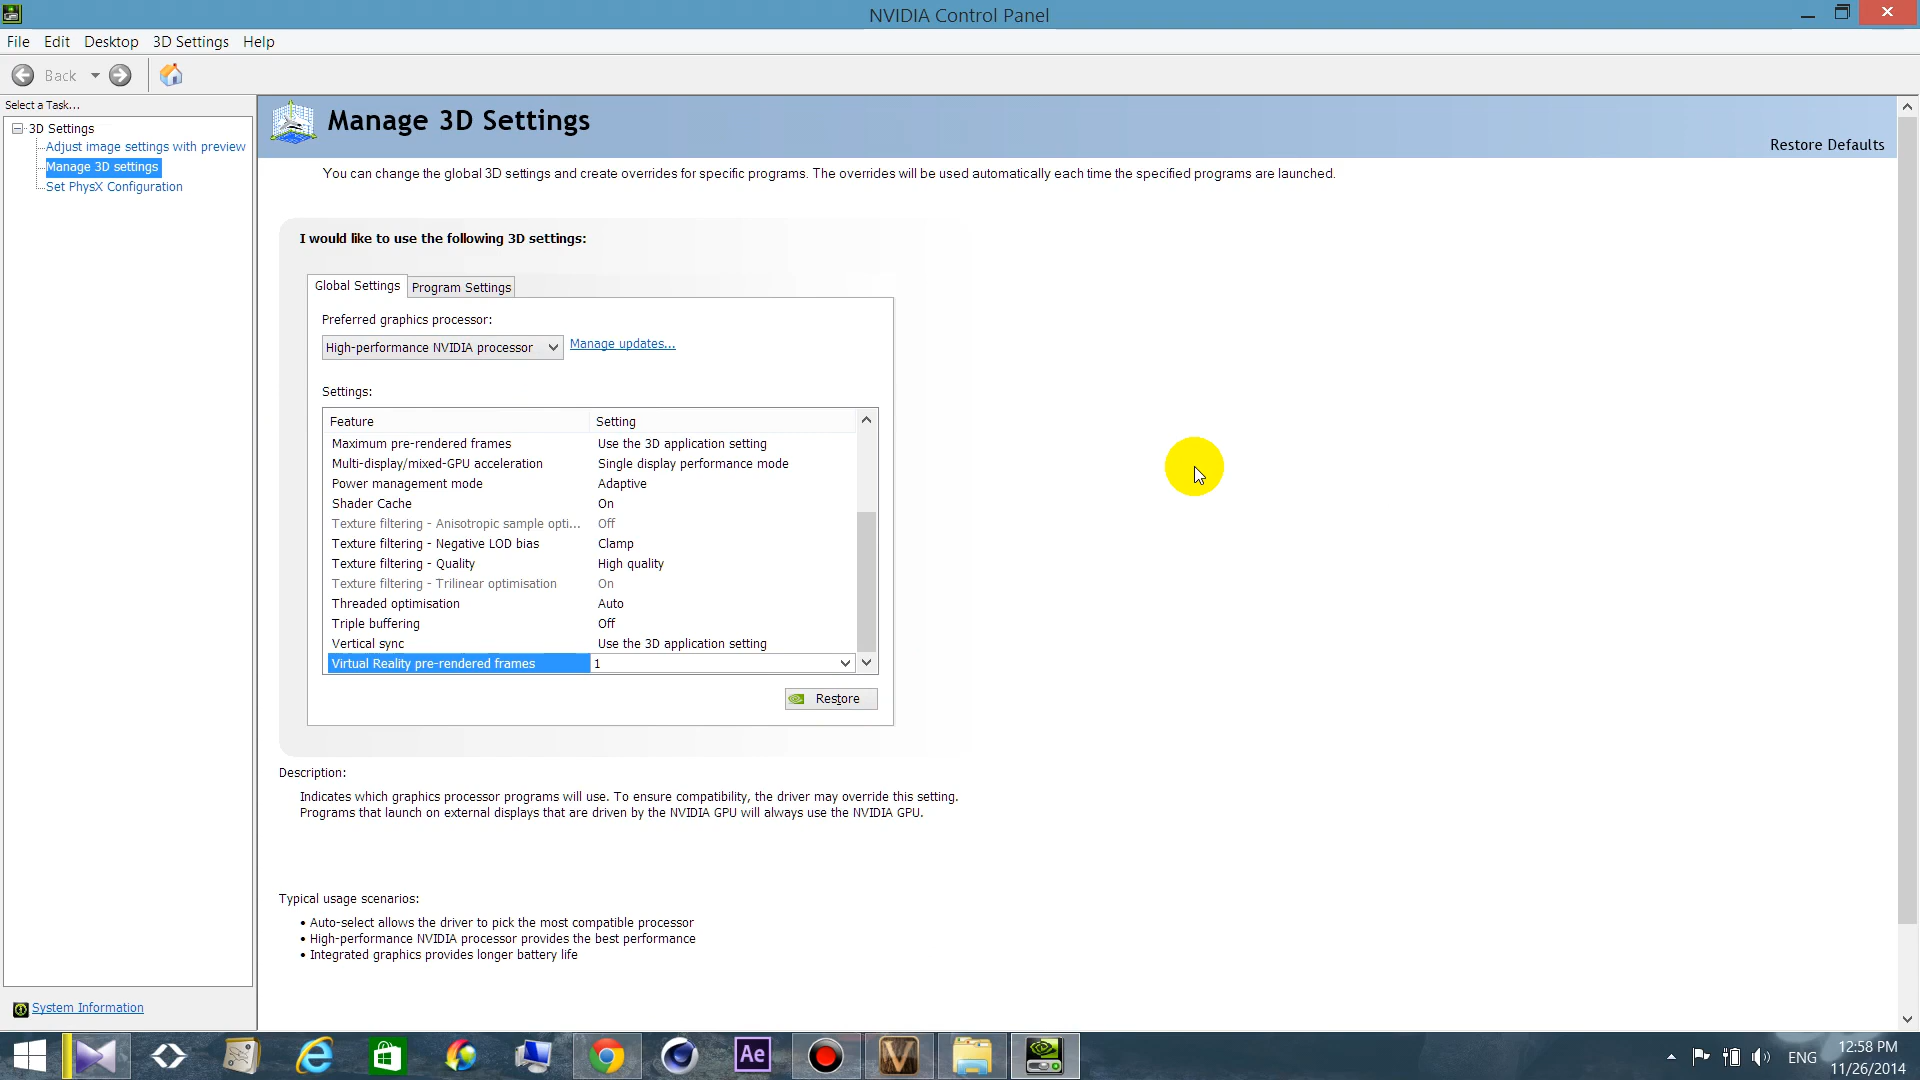 NVIDIA Control Panel
File Edit Desktop 3D Settings Help
Back
Select a Task...
3D Settings
Adjust image settings with preview
Manage 3D settings
Set PhysX Configuration
System Information
Manage 3D Settings
Restore Defaults
You can change the global 3D settings and create overrides for specific programs. The overrides will be used automatically each time the specified programs are launched.
I would like to use the following 3D settings:
Global Settings Program Settings
Preferred graphics processor:
High-performance NVIDIA processor Manage updates...
Settings:
Feature Setting
Maximum pre-rendered frames Use the 3D application setting
Multi-display/mixed-GPU acceleration Single display performance mode
Power management mode Adaptive
Shader Cache On
Texture filtering - Anisotropic sample opti... Off
Texture filtering - Negative LOD bias Clamp
Texture filtering - Quality High quality
Texture filtering - Trilinear optimisation On
Threaded optimisation Auto
Triple buffering Off
Vertical sync Use the 3D application setting
Virtual Reality pre-rendered frames 1
Restore
Description:
Indicates which graphics processor programs will use. To ensure compatibility, the driver may override this setting.
Programs that launch on external displays that are driven by the NVIDIA GPU will always use the NVIDIA GPU.
Typical usage scenarios:
• Auto-select allows the driver to pick the most compatible processor
• High-performance NVIDIA processor provides the best performance
• Integrated graphics provides longer battery life
Ae
V
ENG
12:58 PM
11/26/2014